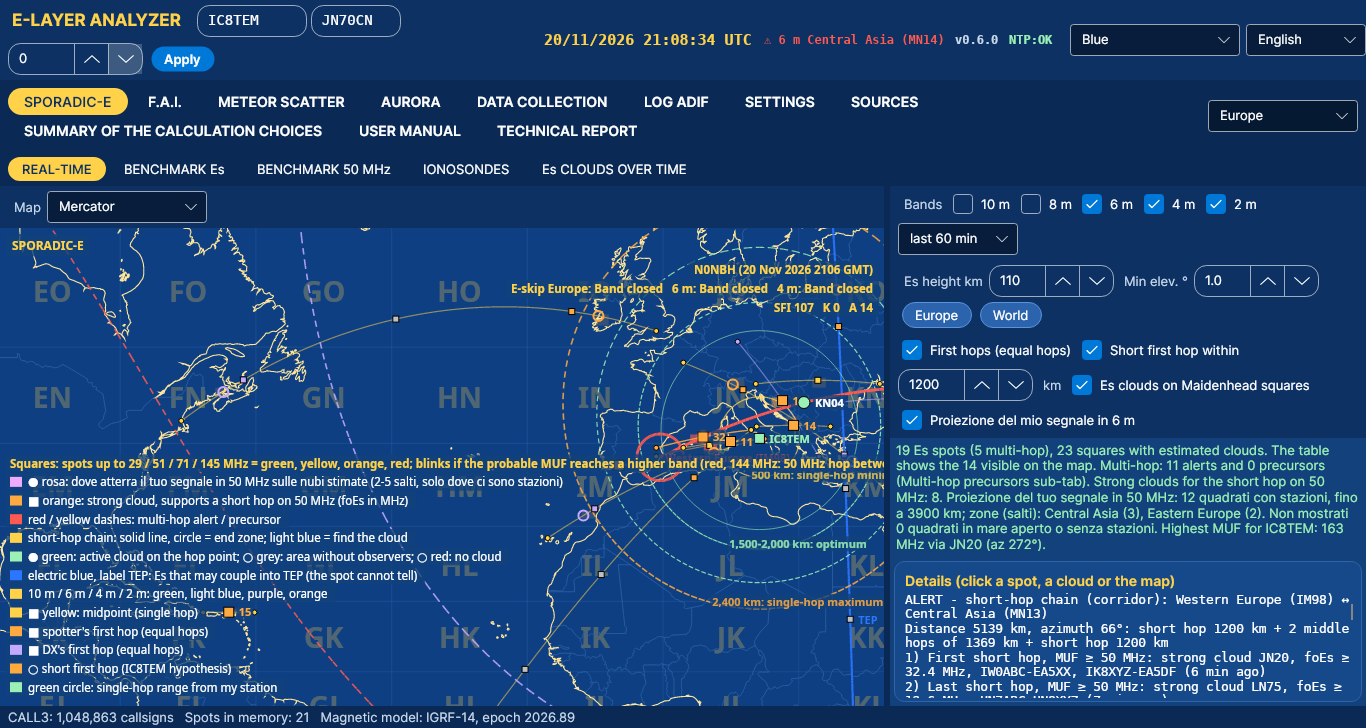 E-LAYER ANALYZER
IC8TEM
JN70CN
20/11/2026 21:08:34 UTC
⚠ 6 m Central Asia (MN14)
v0.6.0
NTP:OK
Blue
English
0
Apply
SPORADIC-E
F.A.I.
METEOR SCATTER
AURORA
DATA COLLECTION
LOG ADIF
SETTINGS
SOURCES
SUMMARY OF THE CALCULATION CHOICES
USER MANUAL
TECHNICAL REPORT
Europe
REAL-TIME
BENCHMARK Es
BENCHMARK 50 MHz
IONOSONDES
Es CLOUDS OVER TIME
Map
Mercator
SPORADIC-E
N0NBH (20 Nov 2026 2106 GMT)
E-skip Europe: Band closed 6 m: Band closed 4 m: Band closed
SFI 107 K 0 A 14
EO
FO
GO
HO
EN
FN
GN
HN
IN
KN04
14
IC8TEM
11
Squares: spots up to 29 / 51 / 71 / 145 MHz = green, yellow, orange, red; blinks if the probable MUF reaches a higher band (red, 144 MHz: 50 MHz hop betwe
500 km: single-hop mini
rosa: dove atterra il tuo segnale in 50 MHz sulle nubi stimate (2-5 salti, solo dove ci sono stazioni)
orange: strong cloud, supports a short hop on 50 MHz (foEs in MHz)
red / yellow dashes: multi-hop alert / precursor
short-hop chain: solid line, circle = end zone; light blue = find the cloud
green: active cloud on the hop point; ○ grey: area without observers; ○ red: no cloud
electric blue, label TEP: Es that may couple into TEP (the spot cannot tell)
10 m / 6 m / 4 m / 2 m: green, light blue, purple, orange
yellow: midpoint (single hop)
15
spotter's first hop (equal hops)
DX's first hop (equal hops)
short first hop (IC8TEM hypothesis)
green circle: single-hop range from my station
IM
JM
1,500-2,000 km: optimum
HL
IL
JL
KL
2,400 km: single-hop maximum
TEP
GK
HK
IK
JK
KK
Bands
10 m
8 m
6 m
4 m
2 m
last 60 min
Es height km
110
Min elev. °
1.0
Europe
World
First hops (equal hops)
Short first hop within
1200
km
Es clouds on Maidenhead squares
Proiezione del mio segnale in 6 m
19 Es spots (5 multi-hop), 23 squares with estimated clouds. The table
shows the 14 visible on the map. Multi-hop: 11 alerts and 0 precursors
(Multi-hop precursors sub-tab). Strong clouds for the short hop on 50
MHz: 8. Proiezione del tuo segnale in 50 MHz: 12 quadrati con stazioni, fino
a 3900 km; zone (salti): Central Asia (3), Eastern Europe (2). Non mostrati
0 quadrati in mare aperto o senza stazioni. Highest MUF for IC8TEM: 163
MHz via JN20 (az 272°).
Details (click a spot, a cloud or the map)
ALERT - short-hop chain (corridor): Western Europe (IM98) ↔
Central Asia (MN13)
Distance 5139 km, azimuth 66°: short hop 1200 km + 2 middle
hops of 1369 km + short hop 1200 km
1) First short hop, MUF ≥ 50 MHz: strong cloud JN20, foEs ≥
32.4 MHz, IW0ABC-EA5XX, IK8XYZ-EA5DF (6 min ago)
2) Last short hop, MUF ≥ 50 MHz: strong cloud LN75, foEs ≥
CALL3: 1,048,863 callsigns
Spots in memory: 21
Magnetic model: IGRF-14, epoch 2026.89